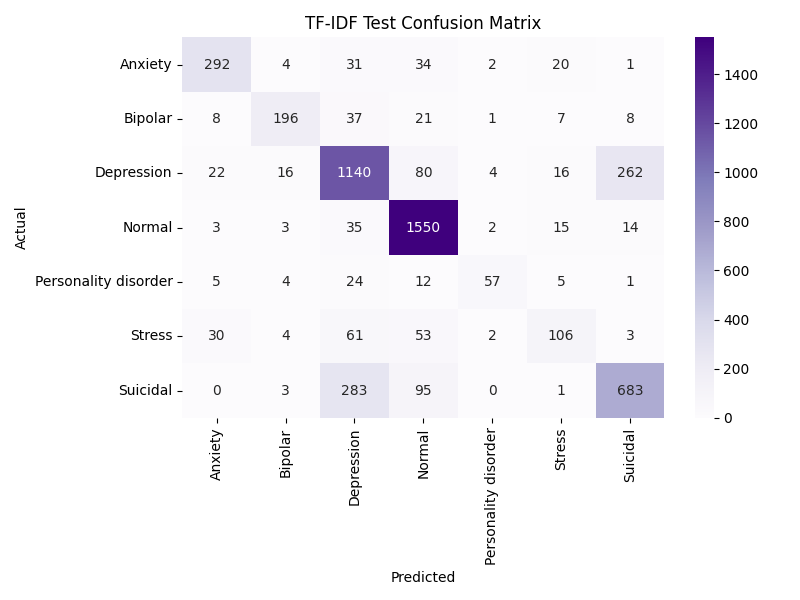 TF-IDF Test Confusion Matrix
Actual
Anxiety 292 4 31 34 2 20 1
Bipolar 8 196 37 21 1 7 8
Depression 22 16 1140 80 4 16 262
Normal 3 3 35 1550 2 15 14
Personality disorder 5 4 24 12 57 5 1
Stress 30 4 61 53 2 106 3
Suicidal 0 3 283 95 0 1 683
Anxiety
Bipolar
Depression
Normal
Personality disorder
Stress
Suicidal
Predicted
1400
1200
1000
800
600
400
200
0